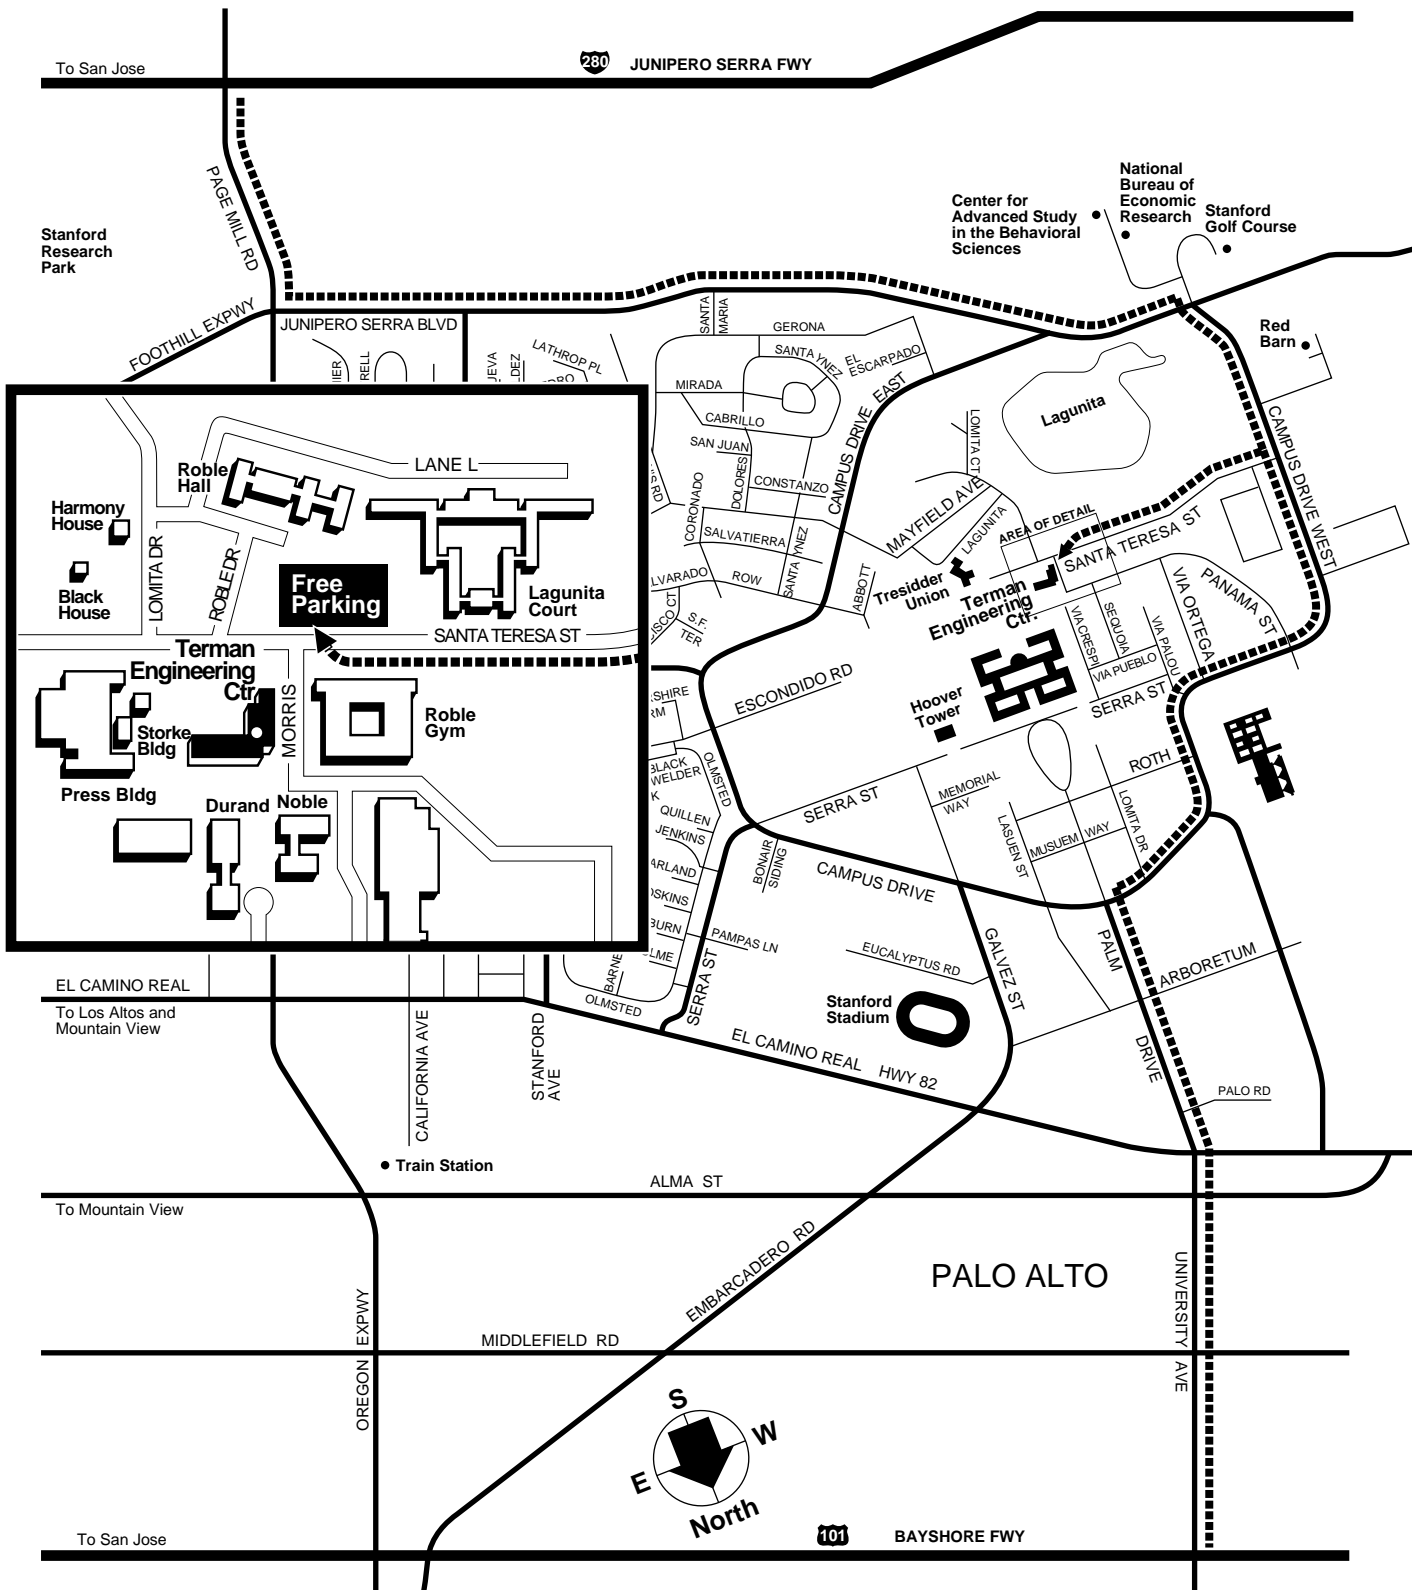 To San Jose
280
JUNIPERO SERRA FWY
PAGE MILL RD
Stanford
Research
Park
FOOTHILL EXPWY
JUNIPERO SERRA BLVD
National
Bureau of
Economic
Research
Center for
Advanced Study
in the Behavioral
Sciences
Stanford
Golf Course
Red
Barn
SANTA
MARIA
GERONA
SANTA YNEZ
EL
ESCARPADO
LATHROP PL
MIRADA
CABRILLO
SAN JUAN
DOLORES
CONSTANZO
CORONADO
SALVATIERRA
SANTA YNEZ
ROW
ABBOTT
S.F.
TER
CAMPUS DRIVE EAST
LOMITA CT
Lagunita
MAYFIELD AVE
LAGUNITA
AREA OF DETAIL
CAMPUS DRIVE WEST
SANTA TERESA ST
Tresidder
Union
Terman
Engineering
Ctr.
VIA CRESPI
SEQUOIA
VIA PUEBLO
VIA PALOU
VIA ORTEGA
PANAMA ST
SERRA ST
ESCONDIDO RD
Hoover
Tower
LANE L
Roble
Hall
Harmony
House
LOMITA DR
ROBLE DR
Black
House
Free
Parking
Lagunita
Court
SANTA TERESA ST
Terman
Engineering
Ctr
MORRIS
Roble
Gym
Storke
Bldg
Press Bldg
Durand
Noble
OLMSTED
QUILLEN
JENKINS
BONAIR
SIDING
SERRA ST
MEMORIAL
WAY
LASUEN ST
MUSUEM WAY
LOMITA DR
ROTH
CAMPUS DRIVE
PAMPAS LN
SERRA ST
EUCALYPTUS RD
GALVEZ ST
PALM
DRIVE
ARBORETUM
Stanford
Stadium
PALO RD
OLMSTED
EL CAMINO REAL
To Los Altos and
Mountain View
CALIFORNIA AVE
STANFORD
AVE
EL CAMINO REAL HWY 82
Train Station
ALMA ST
To Mountain View
EMBARCADERO RD
PALO ALTO
UNIVERSITY AVE
OREGON EXPWY
MIDDLEFIELD RD
S
W
E
North
To San Jose
101
BAYSHORE FWY